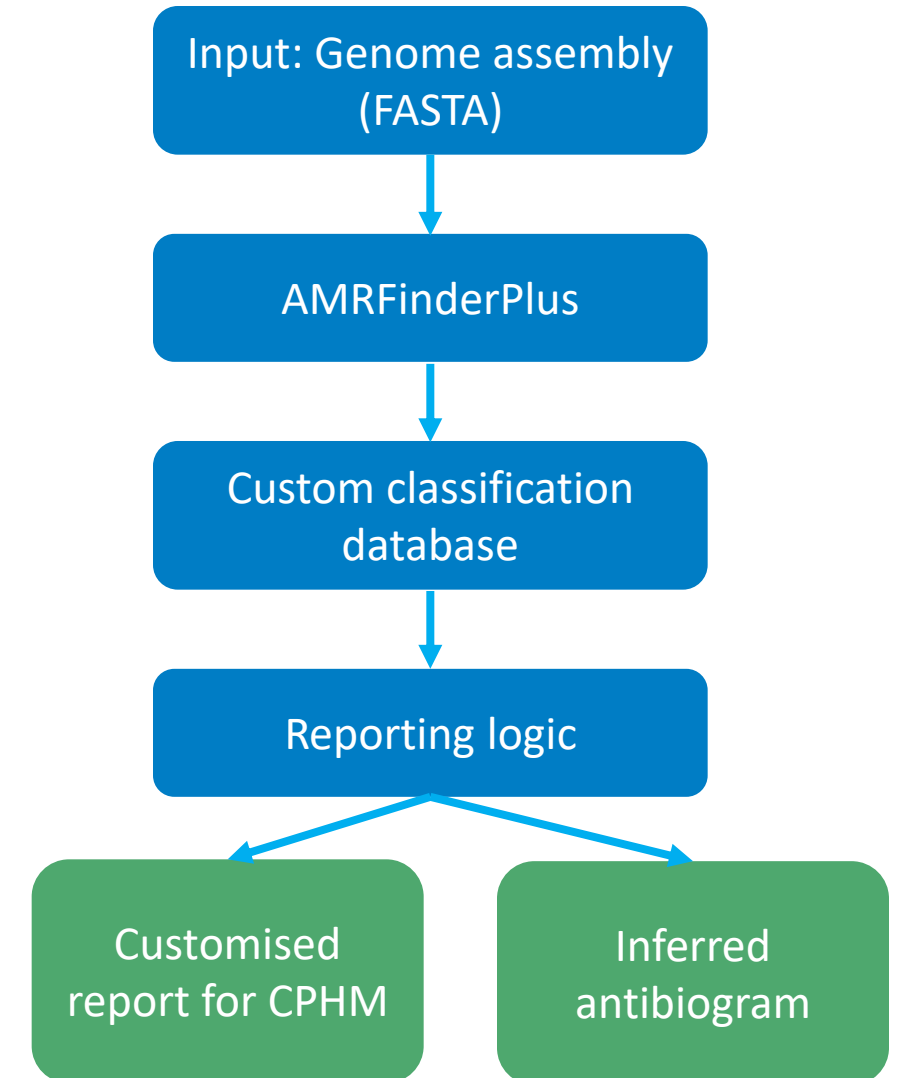 Input: Genome assembly
(FASTA)
AMRFinderPlus
Custom classification
database
Reporting logic
Customised
report for CPHM
Inferred
antibiogram